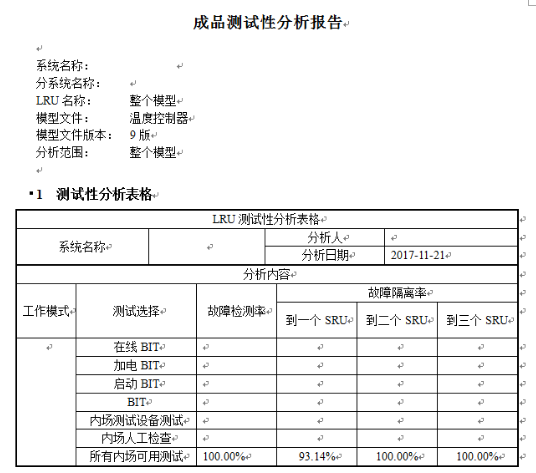 成品测试性分析报告
系统名称：
分系统名称：
LRU 名称： 整个模型
模型文件： 温度控制器
模型文件版本： 9 版
分析范围： 整个模型
1 测试性分析表格
LRU 测试性分析表格
系统名称 分析人
分析日期 2017-11-21
分析内容
工作模式 测试选择 故障检测率 故障隔离率
到一个 SRU 到二个 SRU 到三个 SRU
在线 BIT
加电 BIT
启动 BIT
BIT
内场测试设备测试
内场人工检查
所有内场可用测试 100.00% 93.14% 100.00% 100.00%